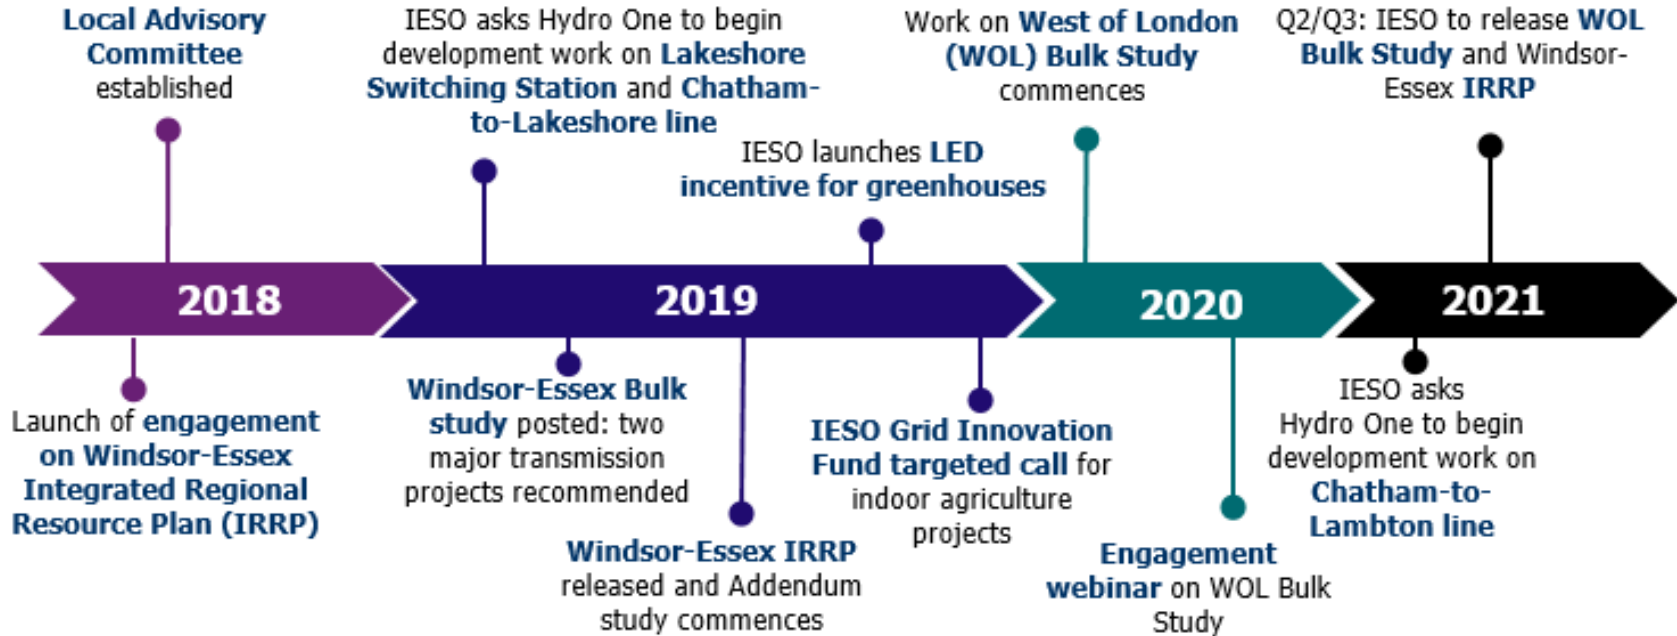 Local Advisory
Committee
established
IESO asks Hydro One to begin
development work on Lakeshore
Switching Station and Chatham-
to-Lakeshore line
IESO launches LED
incentive for greenhouses
Work on West of London
(WOL) Bulk Study
commences
Q2/Q3: IESO to release WOL
Bulk Study and Windsor-
Essex IRRP
2018
2019
2020
2021
Launch of engagement
on Windsor-Essex
Integrated Regional
Resource Plan (IRRP)
Windsor-Essex Bulk
study posted: two
major transmission
projects recommended
Windsor-Essex IRRP
released and Addendum
study commences
IESO Grid Innovation
Fund targeted call for
indoor agriculture
projects
Engagement
webinar on WOL Bulk
Study
IESO asks
Hydro One to begin
development work on
Chatham-to-
Lambton line